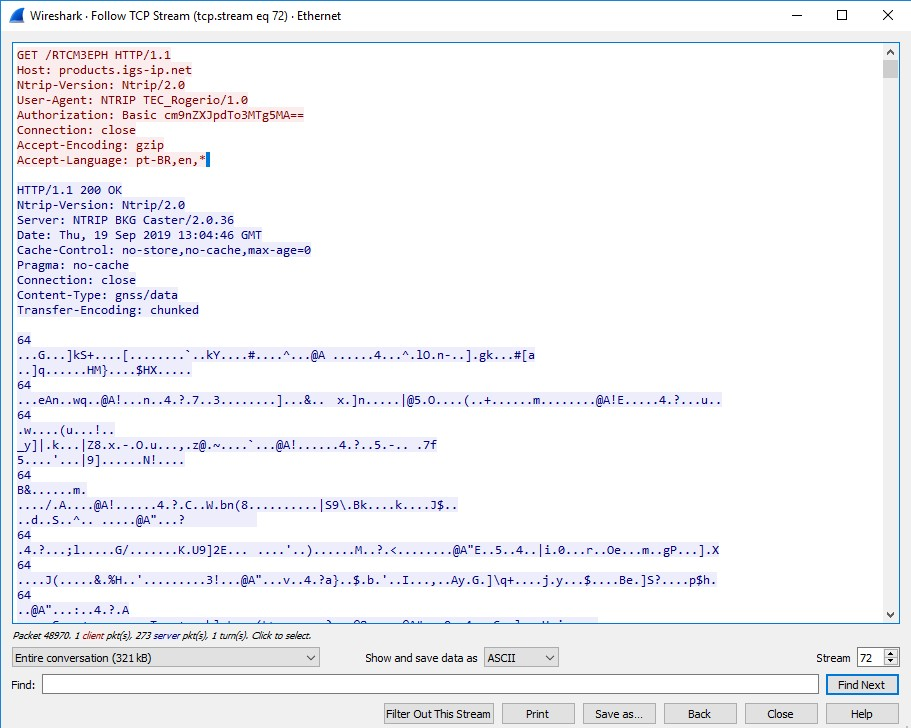 Wireshark · Follow TCP Stream (tcp.stream eq 72) · Ethernet
GET /RTCM3EPH HTTP/1.1
Host: products.igs-ip.net
Ntrip-Version: Ntrip/2.0
User-Agent: NTRIP TEC_Rogerio/1.0
Authorization: Basic cm9nZXJpdTo3MTg5MA==
Connection: close
Accept-Encoding: gzip
Accept-Language: pt-BR,en,*
HTTP/1.1 200 OK
Ntrip-Version: Ntrip/2.0
Server: NTRIP BKG Caster/2.0.36
Date: Thu, 19 Sep 2019 13:04:46 GMT
Cache-Control: no-store,no-cache,max-age=0
Pragma: no-cache
Connection: close
Content-Type: gnss/data
Transfer-Encoding: chunked
64
...G...]kS+....[........`..kY....#....^...@A ......4...^.lO.n-..].gk...#[a
..]q......HM}....$HX.....
64
...eAn..wq..@A!...n..4.?.7..3........]...&.. x.]n.....|@5.O....(..+......m........@A!E.....4.?...u..
64
.w....(u...!..
_y]|.k...|Z8.x.-.O.u...,.z@.~....`...@A!......4.?..5.-.. .7f
5....'...|9]......N!....
64
B&......m.
..../.A....@A!......4.?.C..W.bn(8..........|S9\.Bk....k....J$..
..d..S..^.. .....@A"...?
64
.4.?...;l.....G/.......K.U9]2E... ....'..)......M..?.<........@A"E..5..4..|i.0...r..Oe...m..gP...].X
64
....J(.....&.%H..'.........3!...@A"...v..4.?a}..$.b.'..I...,..Ay.G.]\q+....j.y...$....Be.]S?....p$h.
64
..@A"...:..4.?.A
Packet 48970. 1 client pkt(s), 273 server pkt(s), 1 turn(s). Click to select.
Entire conversation (321 kB) Show and save data as ASCII Stream 72
Find: Find Next
Filter Out This Stream Print Save as... Back Close Help